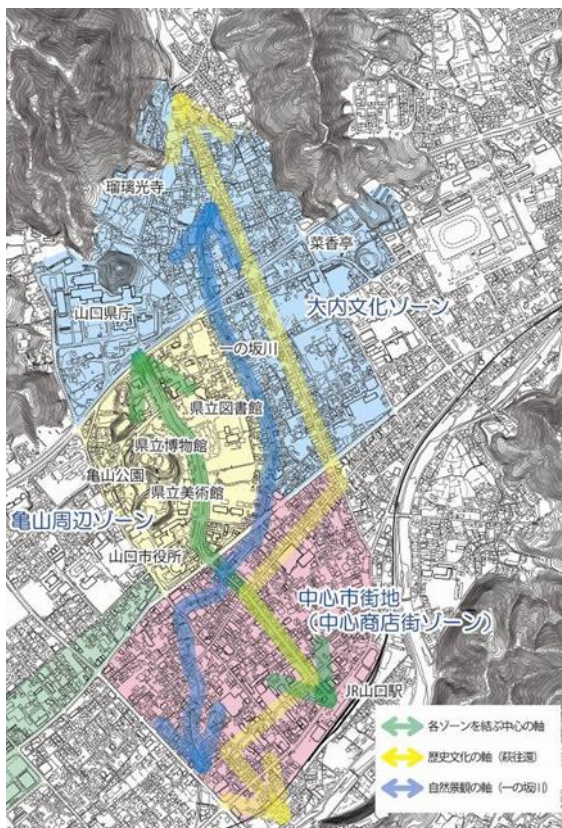 瑠璃光寺
菜香亭
山口県庁
大内文化ゾーン
一の坂川
県立図書館
県立博物館
亀山公園
県立美術館
亀山周辺ゾーン
山口市役所
中心市街地
(中心商店街ゾーン)
JR山口駅
各ゾーンを結ぶ中心の軸
歴史文化の軸(萩往還)
自然景観の軸(一の坂川)